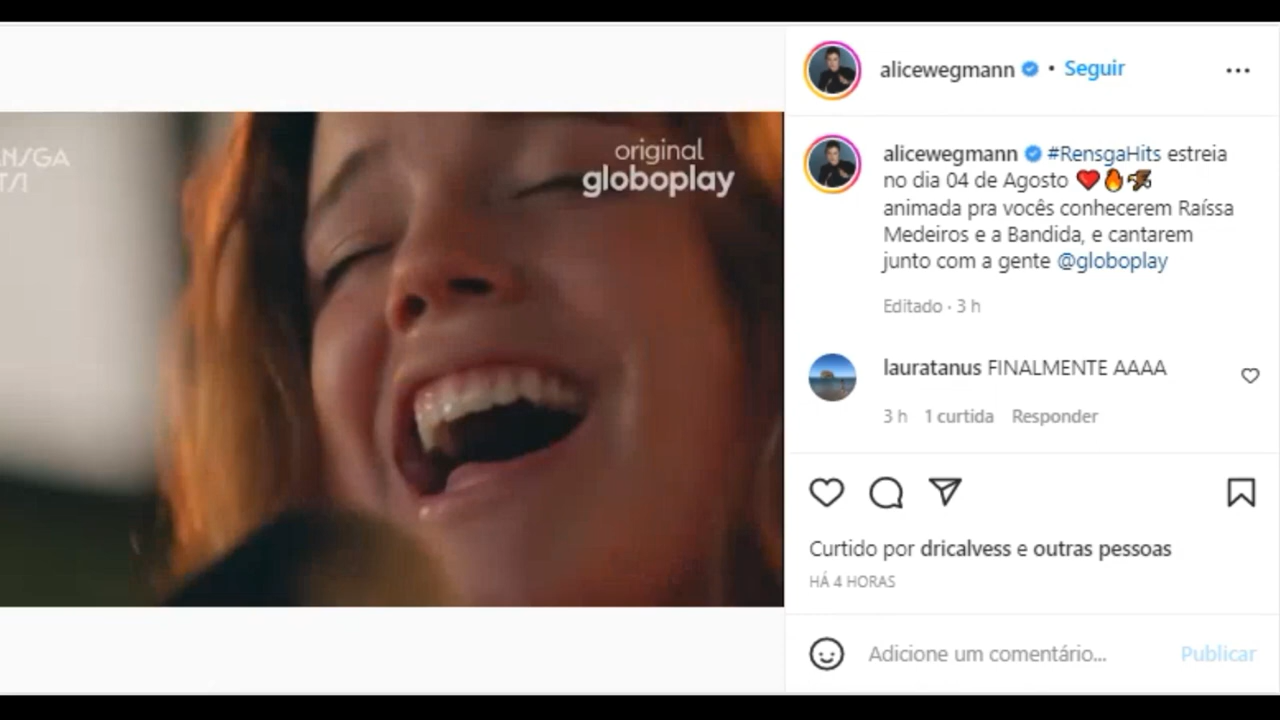 original
globoplay
alicewegmann • Seguir
alicewegmann #RensgaHits estreia
no dia 04 de Agosto ❤️🔥
animada pra vocês conhecerem Raíssa
Medeiros e a Bandida, e cantarem
junto com a gente @globoplay
Editado · 3 h
lauratanus FINALMENTE AAAA
3 h 1 curtida Responder
Curtido por dricalvess e outras pessoas
HÁ 4 HORAS
Adicione um comentário... Publicar